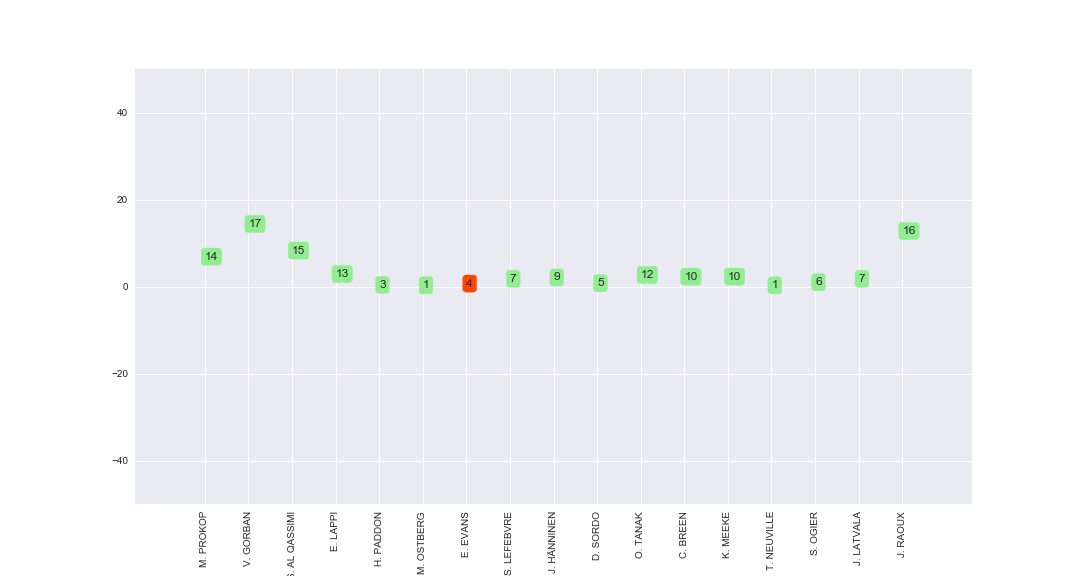 40
20
0
−20
−40
14
17
15
13
3
1
4
7
9
5
12
10
10
1
6
7
16
M. PROKOP
V. GORBAN
S. AL QASSIMI
E. LAPPI
H. PADDON
M. OSTBERG
E. EVANS
S. LEFEBVRE
J. HANNINEN
D. SORDO
O. TANAK
C. BREEN
K. MEEKE
T. NEUVILLE
S. OGIER
J. LATVALA
J. RAOUX